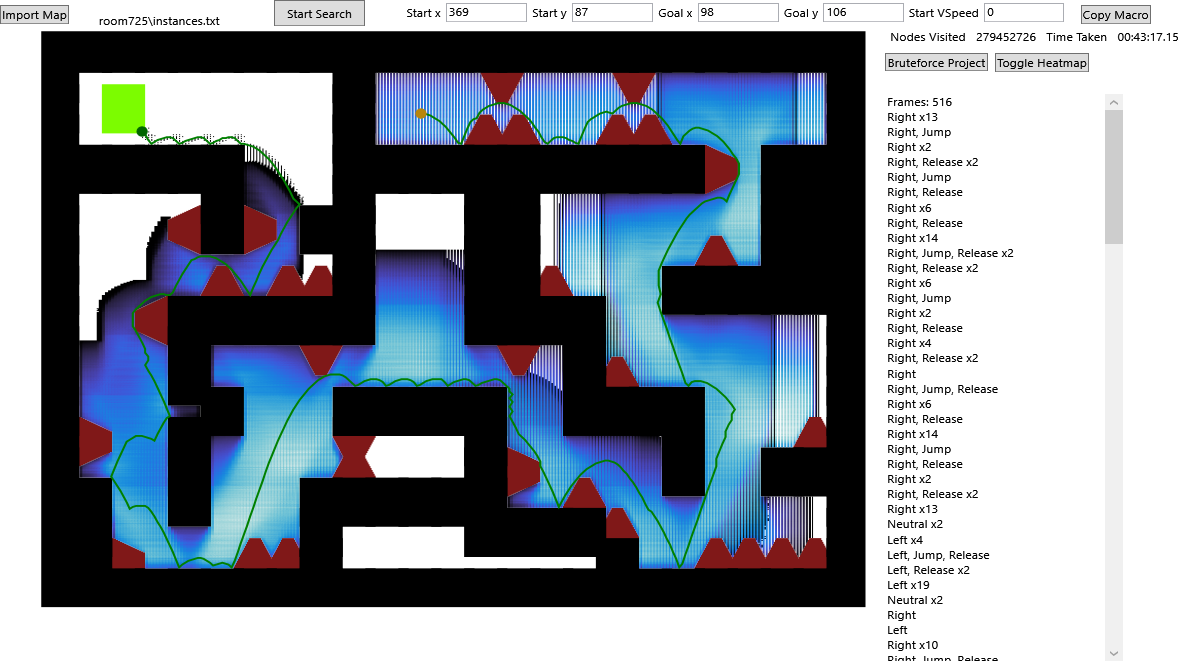 Import Map
room725\instances.txt
Start Search
Start x 369 Start y 87 Goal x 98 Goal y 106 Start VSpeed 0
Copy Macro
Nodes Visited 279452726 Time Taken 00:43:17.15
Bruteforce Project Toggle Heatmap
Frames: 516
Right x13
Right, Jump
Right x2
Right, Release x2
Right, Jump
Right, Release
Right x6
Right, Release
Right x14
Right, Jump, Release x2
Right, Release x2
Right x6
Right, Jump
Right x2
Right, Release
Right x4
Right, Release x2
Right
Right, Jump, Release
Right x6
Right, Release
Right x14
Right, Jump
Right, Release
Right x2
Right, Release x2
Right x13
Neutral x2
Left x4
Left, Jump, Release
Left, Release x2
Left x19
Neutral x2
Right
Left
Right x10
Right, Jump, Release